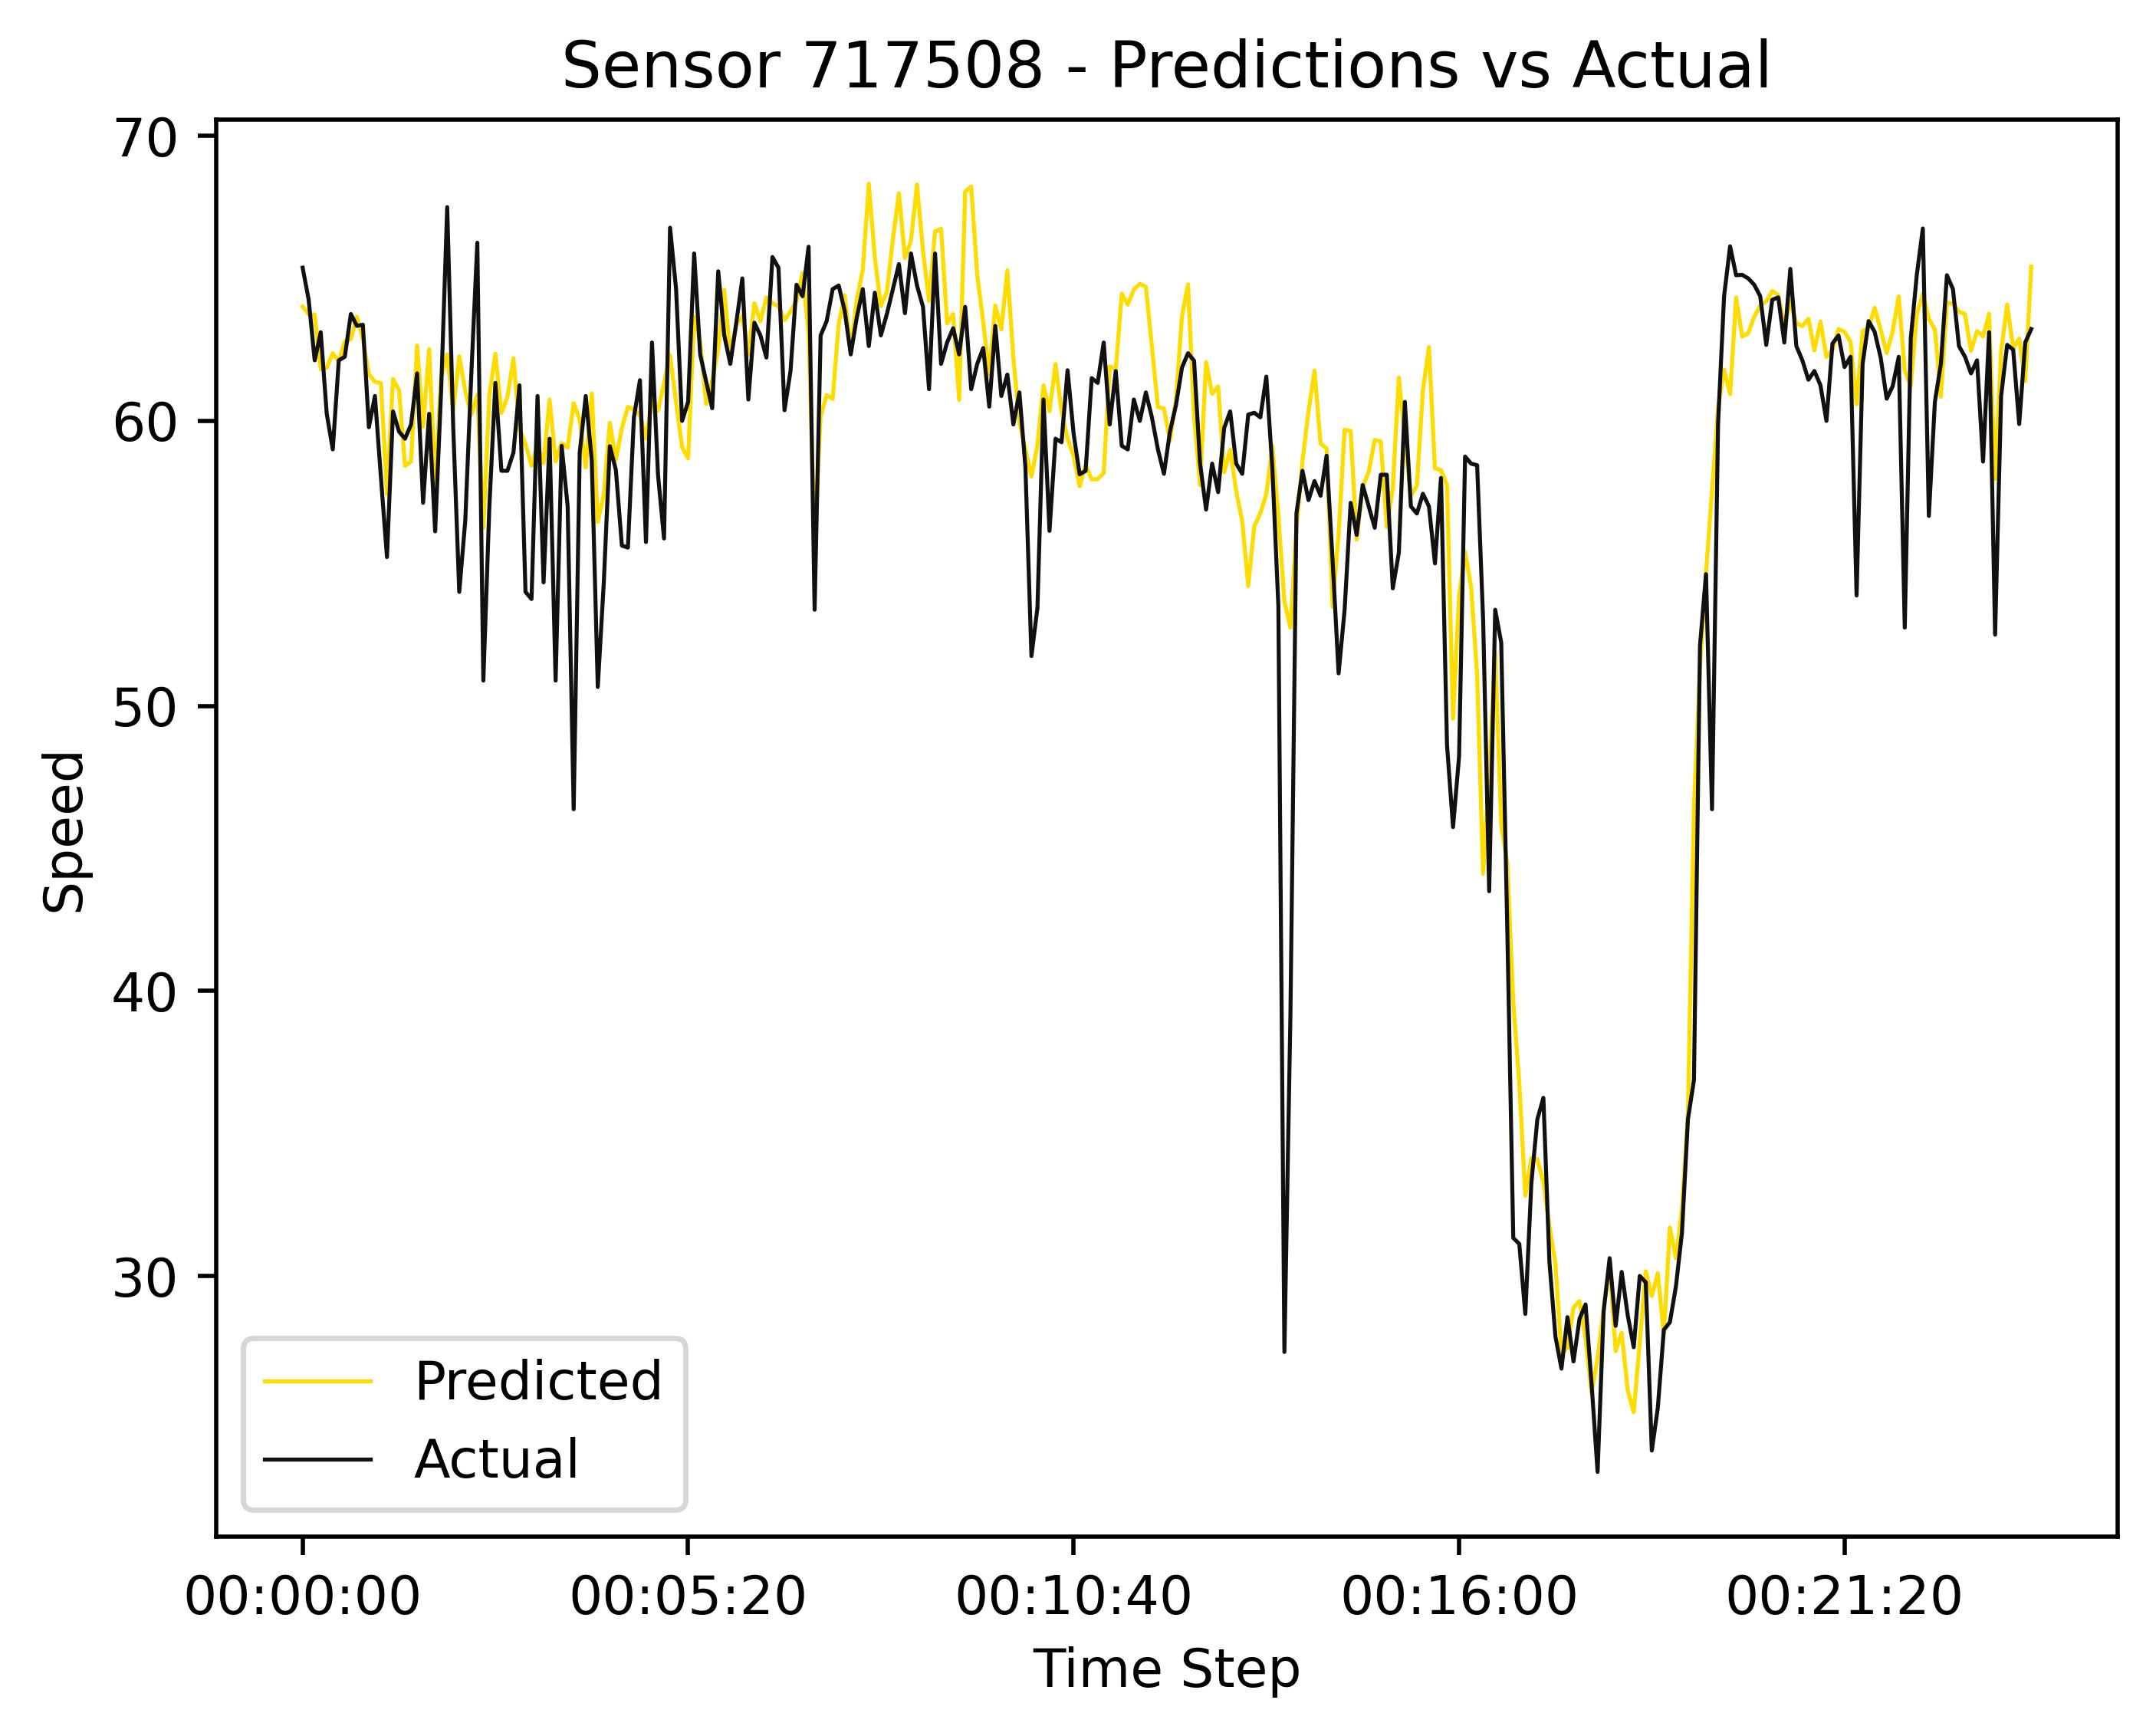 Sensor 717508 - Predictions vs Actual
70
60
50
40
30
Speed
Predicted
Actual
00:00:00 00:05:20 00:10:40 00:16:00 00:21:20
Time Step